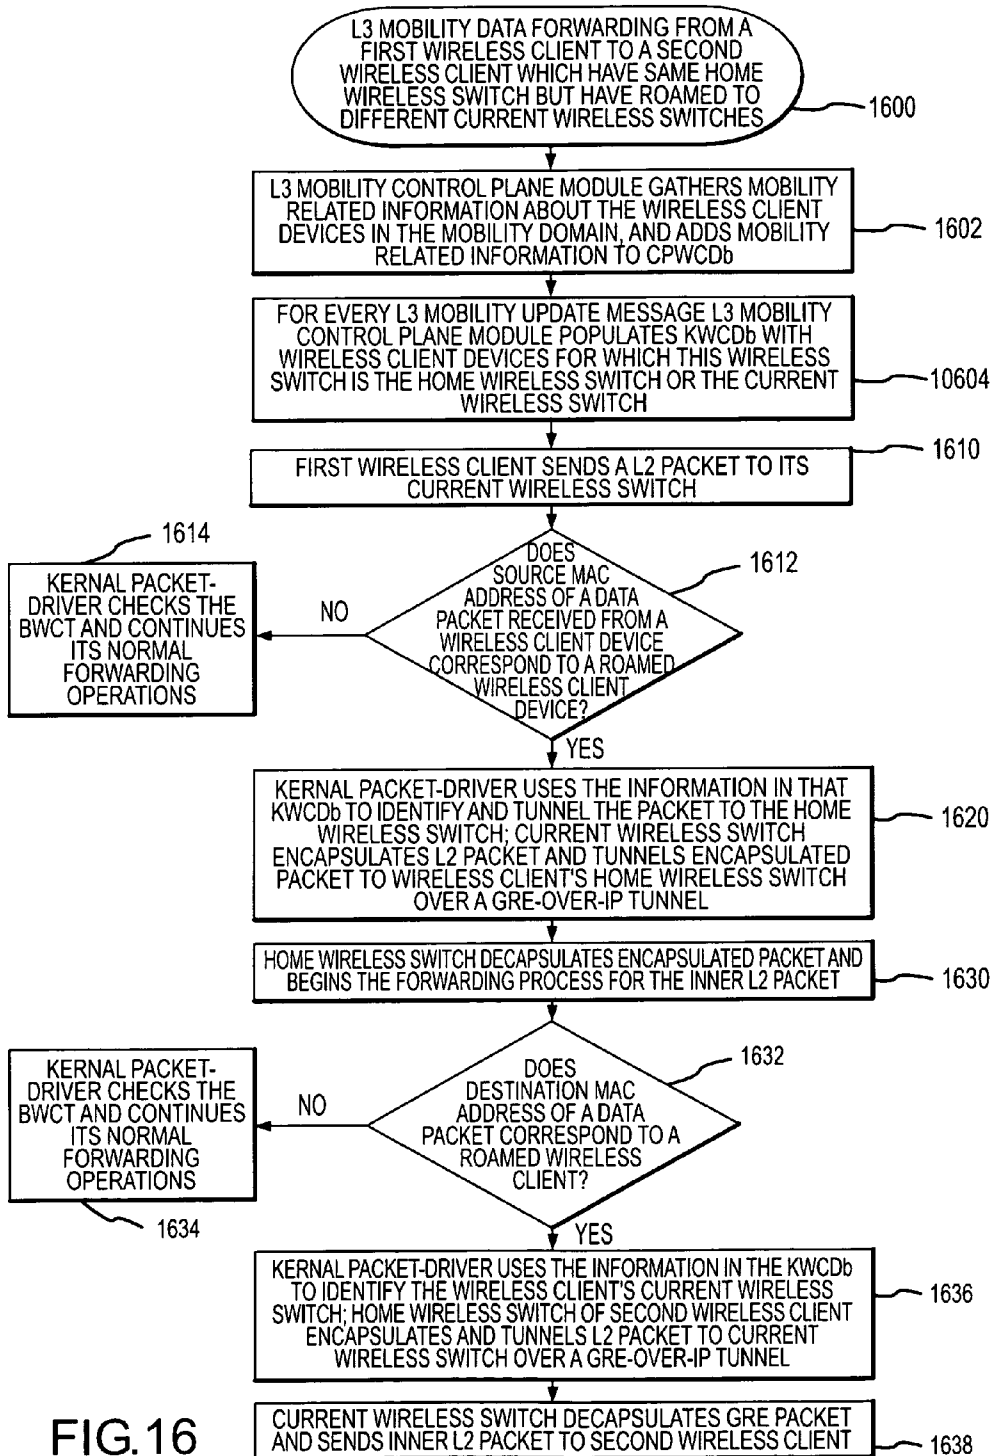 L3 MOBILITY DATA FORWARDING FROM A
FIRST WIRELESS CLIENT TO A SECOND
WIRELESS CLIENT WHICH HAVE SAME HOME
WIRELESS SWITCH BUT HAVE ROAMED TO
DIFFERENT CURRENT WIRELESS SWITCHES
1600
L3 MOBILITY CONTROL PLANE MODULE GATHERS MOBILITY
RELATED INFORMATION ABOUT THE WIRELESS CLIENT
DEVICES IN THE MOBILITY DOMAIN, AND ADDS MOBILITY
RELATED INFORMATION TO CPWCDb
1602
FOR EVERY L3 MOBILITY UPDATE MESSAGE L3 MOBILITY
CONTROL PLANE MODULE POPULATES KWCDb WITH
WIRELESS CLIENT DEVICES FOR WHICH THIS WIRELESS
SWITCH IS THE HOME WIRELESS SWITCH OR THE CURRENT
WIRELESS SWITCH
10604
FIRST WIRELESS CLIENT SENDS A L2 PACKET TO ITS
CURRENT WIRELESS SWITCH
1610
DOES
SOURCE MAC
ADDRESS OF A DATA
PACKET RECEIVED FROM A
WIRELESS CLIENT DEVICE
CORRESPOND TO A ROAMED
WIRELESS CLIENT
DEVICE?
1612
NO
1614
KERNAL PACKET-
DRIVER CHECKS THE
BWCT AND CONTINUES
ITS NORMAL
FORWARDING
OPERATIONS
YES
KERNAL PACKET-DRIVER USES THE INFORMATION IN THAT
KWCDb TO IDENTIFY AND TUNNEL THE PACKET TO THE HOME
WIRELESS SWITCH; CURRENT WIRELESS SWITCH
ENCAPSULATES L2 PACKET AND TUNNELS ENCAPSULATED
PACKET TO WIRELESS CLIENT'S HOME WIRELESS SWITCH
OVER A GRE-OVER-IP TUNNEL
1620
HOME WIRELESS SWITCH DECAPSULATES ENCAPSULATED PACKET AND
BEGINS THE FORWARDING PROCESS FOR THE INNER L2 PACKET
1630
DOES
DESTINATION MAC
ADDRESS OF A DATA
PACKET CORRESPOND TO A
ROAMED WIRELESS
CLIENT?
1632
NO
KERNAL PACKET-
DRIVER CHECKS THE
BWCT AND CONTINUES
ITS NORMAL
FORWARDING
OPERATIONS
1634
YES
KERNAL PACKET-DRIVER USES THE INFORMATION IN THE KWCDb
TO IDENTIFY THE WIRELESS CLIENT'S CURRENT WIRELESS
SWITCH; HOME WIRELESS SWITCH OF SECOND WIRELESS CLIENT
ENCAPSULATES AND TUNNELS L2 PACKET TO CURRENT
WIRELESS SWITCH OVER A GRE-OVER-IP TUNNEL
1636
CURRENT WIRELESS SWITCH DECAPSULATES GRE PACKET
AND SENDS INNER L2 PACKET TO SECOND WIRELESS CLIENT
1638
FIG.16